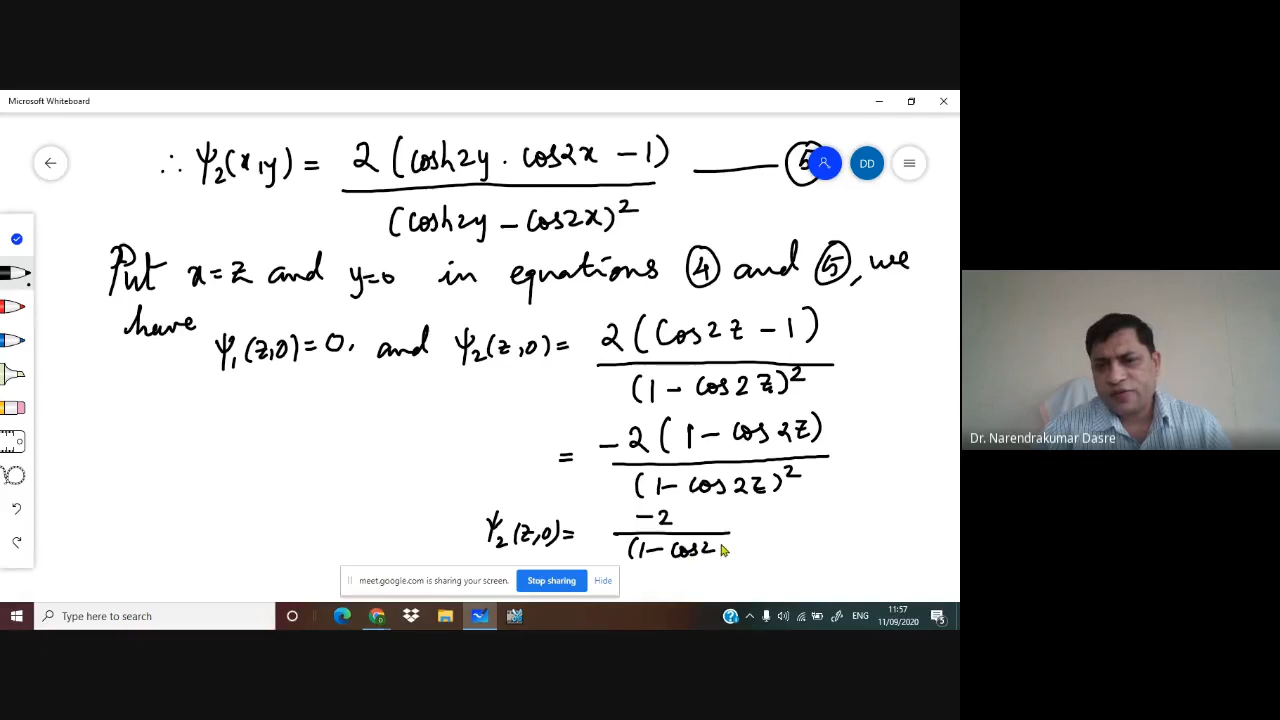 Microsoft Whiteboard
∴ ψ₂(x,y) = 2(cosh2y · cos2x − 1) / (cosh2y − cos2x)² ⑤
DD
Put x=z and y=0 in equations ④ and ⑤, we
have ψ₁(z,0)=0. and ψ₂(z,0)= 2(cos2z − 1) / (1 − cos2z)²
= −2(1 − cos2z) / (1 − cos2z)²
ψ₂(z,0)= −2 / (1 − cos2
Dr. Narendrakumar Dasre
meet.google.com is sharing your screen. Stop sharing Hide
Type here to search
ENG
11:57
11/09/2020
5